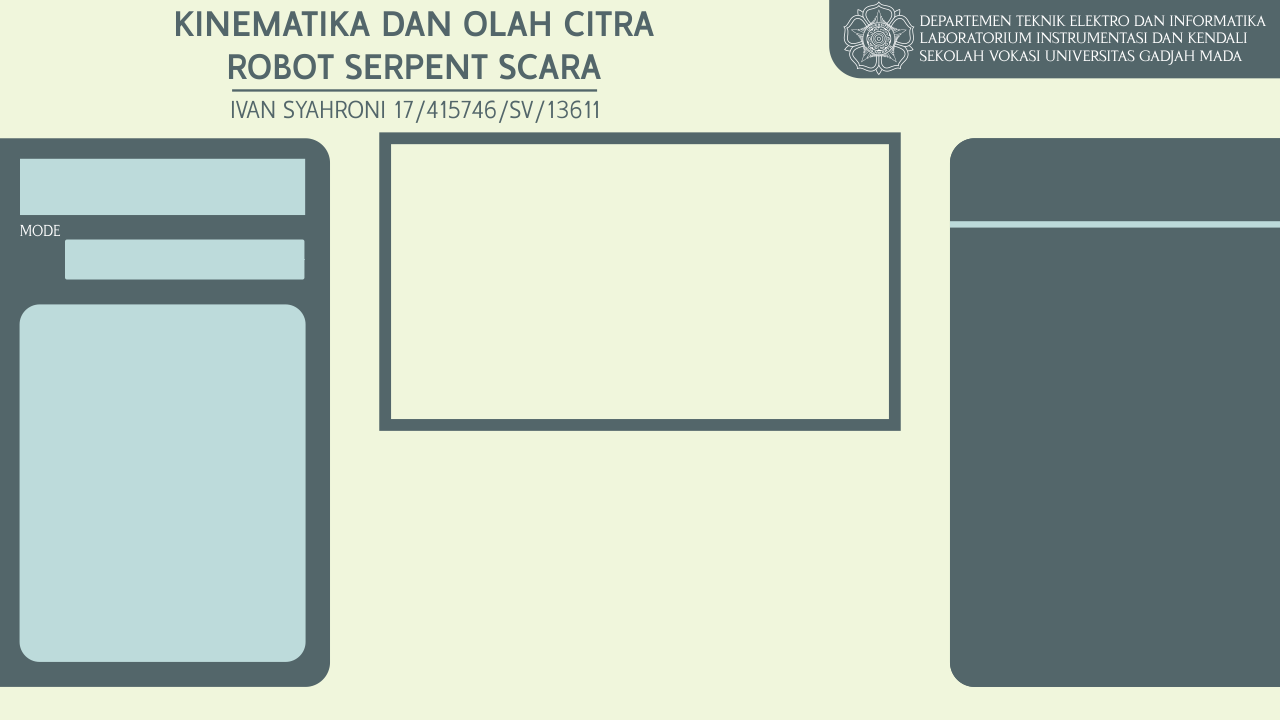 KINEMATIKA DAN OLAH CITRA
ROBOT SERPENT SCARA
IVAN SYAHRONI 17/415746/SV/13611
DEPARTEMEN TEKNIK ELEKTRO DAN INFORMATIKA
LABORATORIUM INSTRUMENTASI DAN KENDALI
SEKOLAH VOKASI UNIVERSITAS GADJAH MADA
MODE